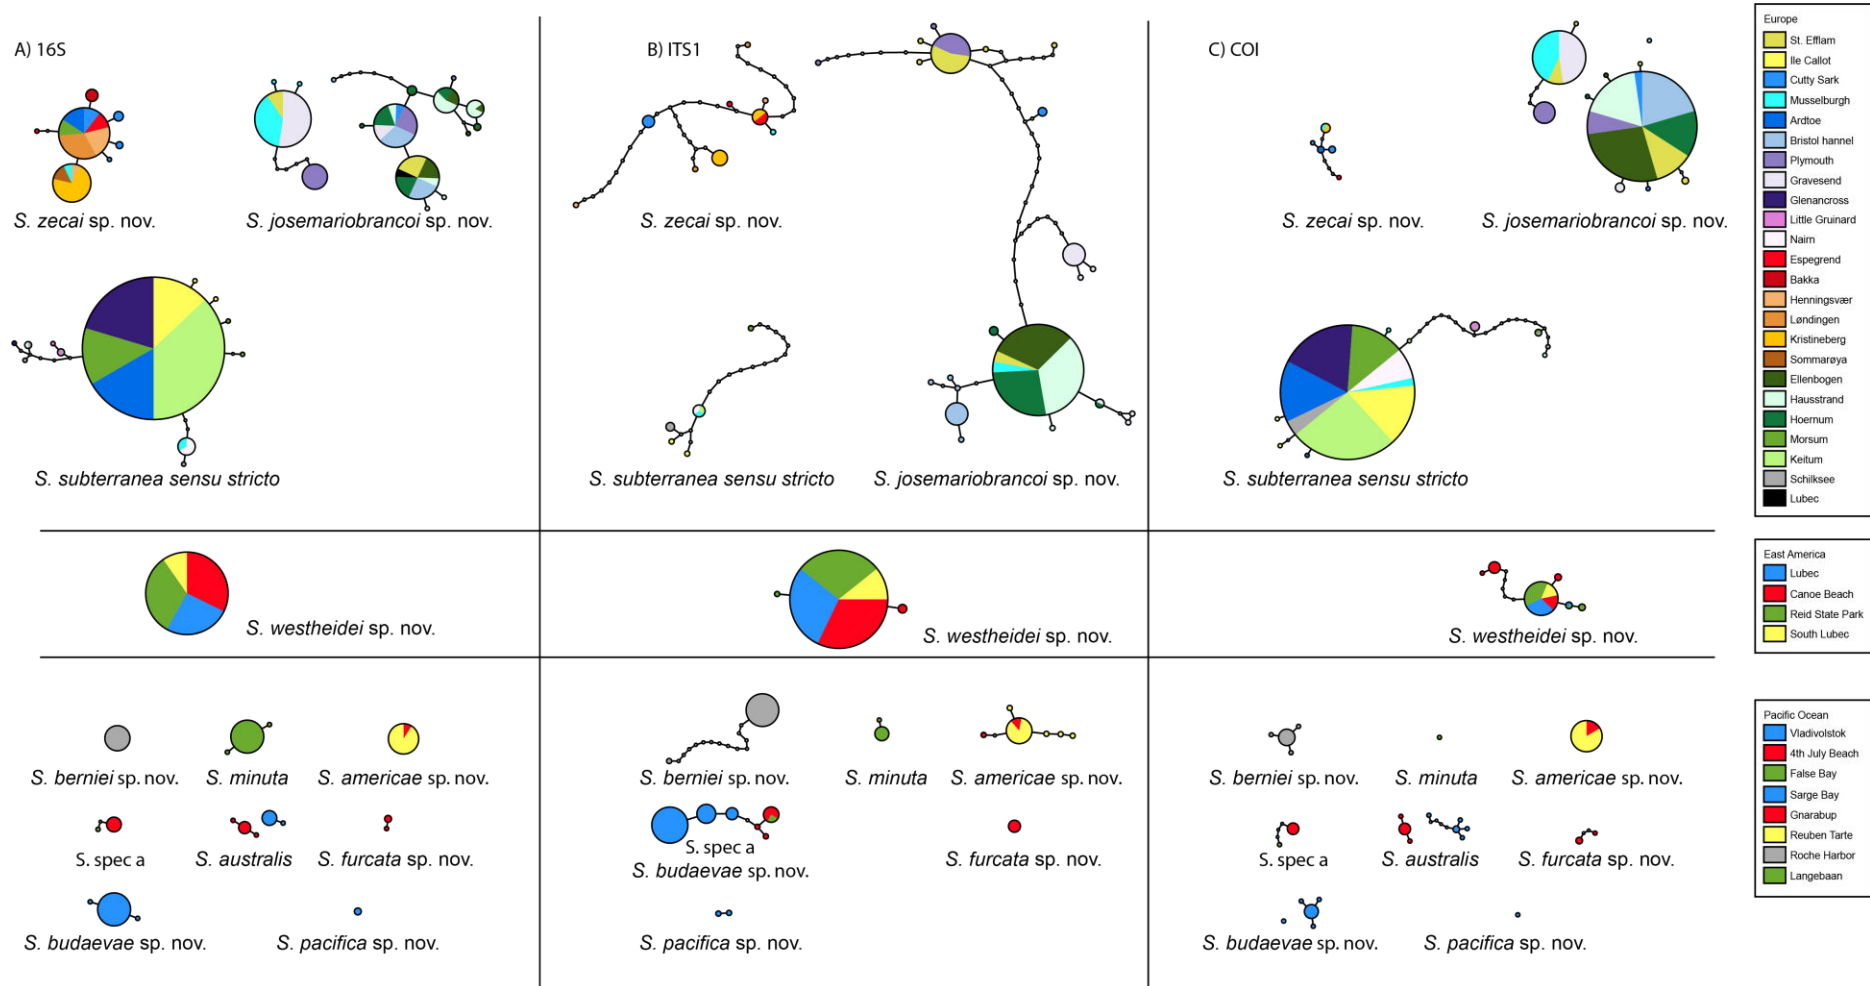 A) 16S
B) ITS1
C) COI
S. zecai sp. nov.
S. josemariobrancoi sp. nov.
S. zecai sp. nov.
S. zecai sp. nov.
S. josemariobrancoi sp. nov.
S. subterranea sensu stricto
S. subterranea sensu stricto
S. josemariobrancoi sp. nov.
S. subterranea sensu stricto
S. westheidei sp. nov.
S. westheidei sp. nov.
S. westheidei sp. nov.
S. berniei sp. nov.
S. minuta
S. americae sp. nov.
S. spec a
S. australis
S. furcata sp. nov.
S. budaevae sp. nov.
S. pacifica sp. nov.
S. berniei sp. nov.
S. minuta
S. americae sp. nov.
S. spec a
S. budaevae sp. nov.
S. furcata sp. nov.
S. pacifica sp. nov.
S. berniei sp. nov.
S. minuta
S. americae sp. nov.
S. spec a
S. australis
S. furcata sp. nov.
S. budaevae sp. nov.
S. pacifica sp. nov.
Europe
St. Efflam
Ile Callot
Cutty Sark
Musselburgh
Ardtoe
Bristol hannel
Plymouth
Gravesend
Glenancross
Little Gruinard
Nairn
Espegrend
Bakka
Henningsvær
Løndingen
Kristineberg
Sommarøya
Ellenbogen
Hausstrand
Hoernum
Morsum
Keitum
Schilksee
Lubec
East America
Lubec
Canoe Beach
Reid State Park
South Lubec
Pacific Ocean
Vladivolstok
4th July Beach
False Bay
Sarge Bay
Gnarabup
Reuben Tarte
Roche Harbor
Langebaan